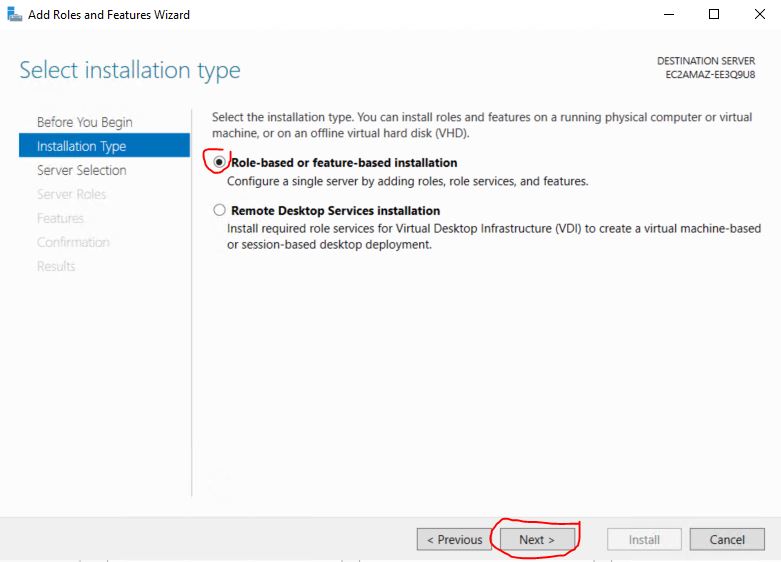 Add Roles and Features Wizard
Select installation type
DESTINATION SERVER
EC2AMAZ-EE3Q9U8
Before You Begin
Installation Type
Server Selection
Server Roles
Features
Confirmation
Results
Select the installation type. You can install roles and features on a running physical computer or virtual
machine, or on an offline virtual hard disk (VHD).
Role-based or feature-based installation
Configure a single server by adding roles, role services, and features.
Remote Desktop Services installation
Install required role services for Virtual Desktop Infrastructure (VDI) to create a virtual machine-based
or session-based desktop deployment.
< Previous
Next >
Install
Cancel